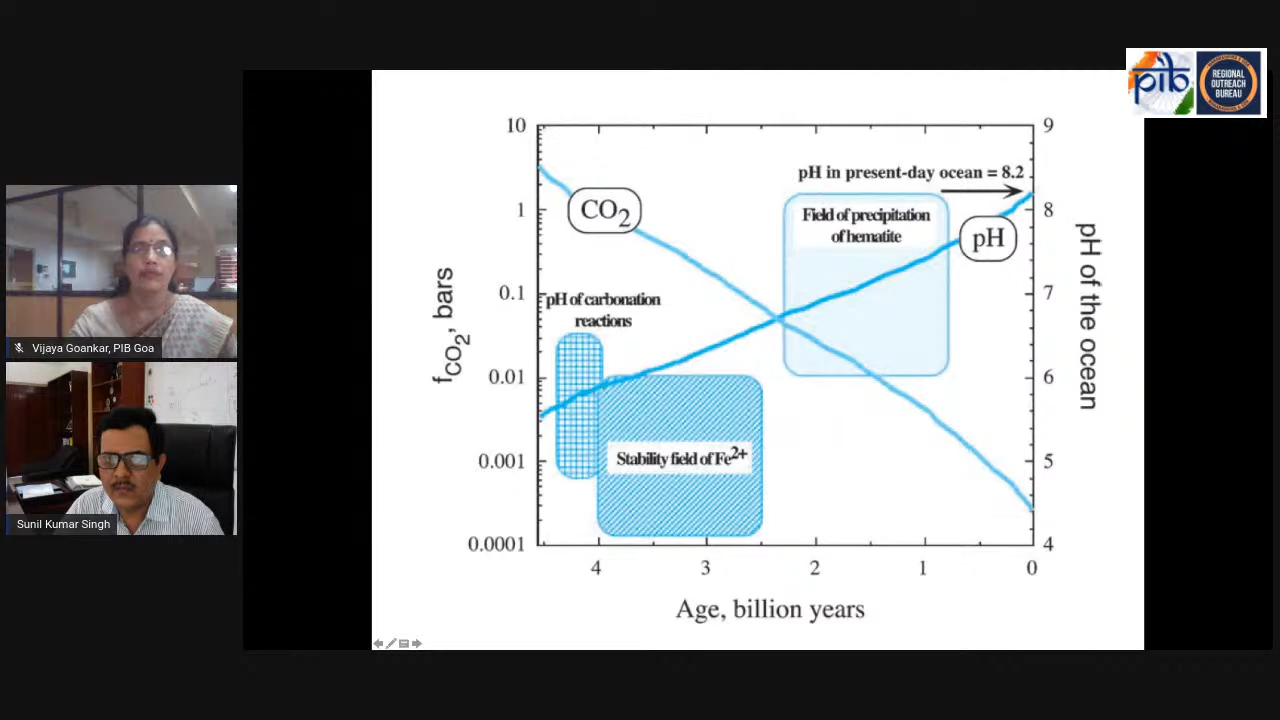 pib
REGIONAL
OUTREACH
BUREAU
10
1
0.1
0.01
0.001
0.0001
fCO2, bars
9
8
7
6
5
4
pH of the ocean
pH in present-day ocean = 8.2
CO2
Field of precipitation
of hematite
pH
pH of carbonation
reactions
Stability field of Fe2+
4
3
2
1
0
Age, billion years
Vijaya Goankar, PIB Goa
Sunil Kumar Singh